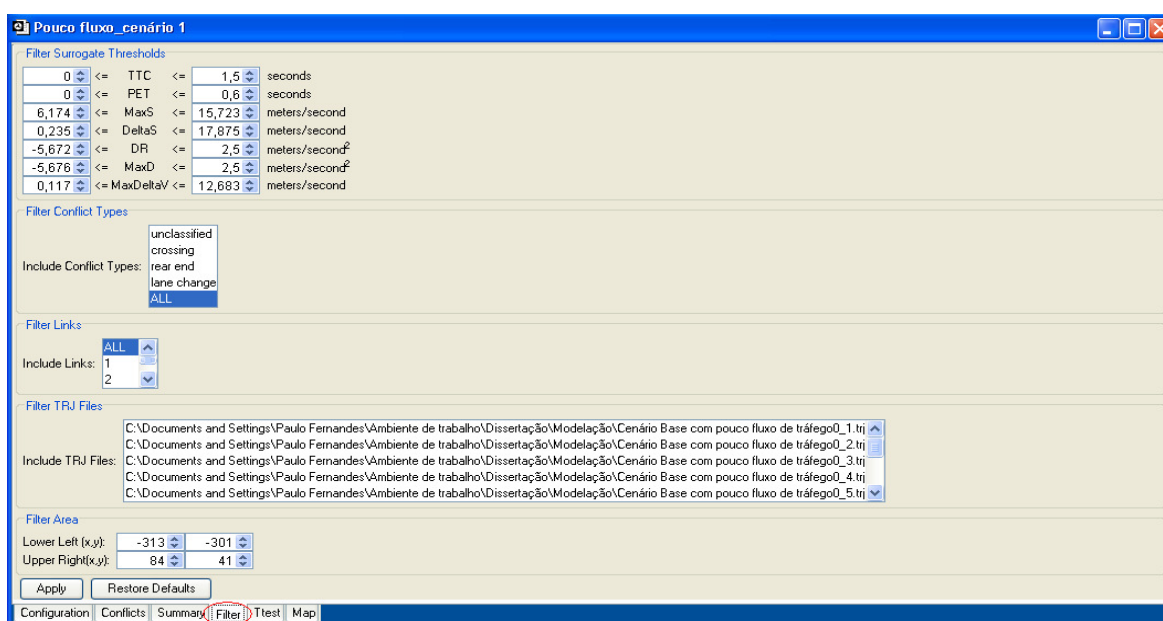 Pouco fluxo_cenário 1
Filter Surrogate Thresholds
0 <= TTC <= 1,5 seconds
0 <= PET <= 0,6 seconds
6,174 <= MaxS <= 15,723 meters/second
0,235 <= DeltaS <= 17,875 meters/second
-5,672 <= DR <= 2,5 meters/second²
-5,676 <= MaxD <= 2,5 meters/second²
0,117 <= MaxDeltaV <= 12,683 meters/second
Filter Conflict Types
unclassified
crossing
Include Conflict Types: rear end
lane change
ALL
Filter Links
ALL
Include Links: 1
2
Filter TRJ Files
C:\Documents and Settings\Paulo Fernandes\Ambiente de trabalho\Dissertação\Modelação\Cenário Base com pouco fluxo de tráfego0_1.trj
C:\Documents and Settings\Paulo Fernandes\Ambiente de trabalho\Dissertação\Modelação\Cenário Base com pouco fluxo de tráfego0_2.trj
Include TRJ Files: C:\Documents and Settings\Paulo Fernandes\Ambiente de trabalho\Dissertação\Modelação\Cenário Base com pouco fluxo de tráfego0_3.trj
C:\Documents and Settings\Paulo Fernandes\Ambiente de trabalho\Dissertação\Modelação\Cenário Base com pouco fluxo de tráfego0_4.trj
C:\Documents and Settings\Paulo Fernandes\Ambiente de trabalho\Dissertação\Modelação\Cenário Base com pouco fluxo de tráfego0_5.trj
Filter Area
Lower Left (x,y): -313 -301
Upper Right(x,y): 84 41
Apply Restore Defaults
Configuration Conflicts Summary Filter Ttest Map